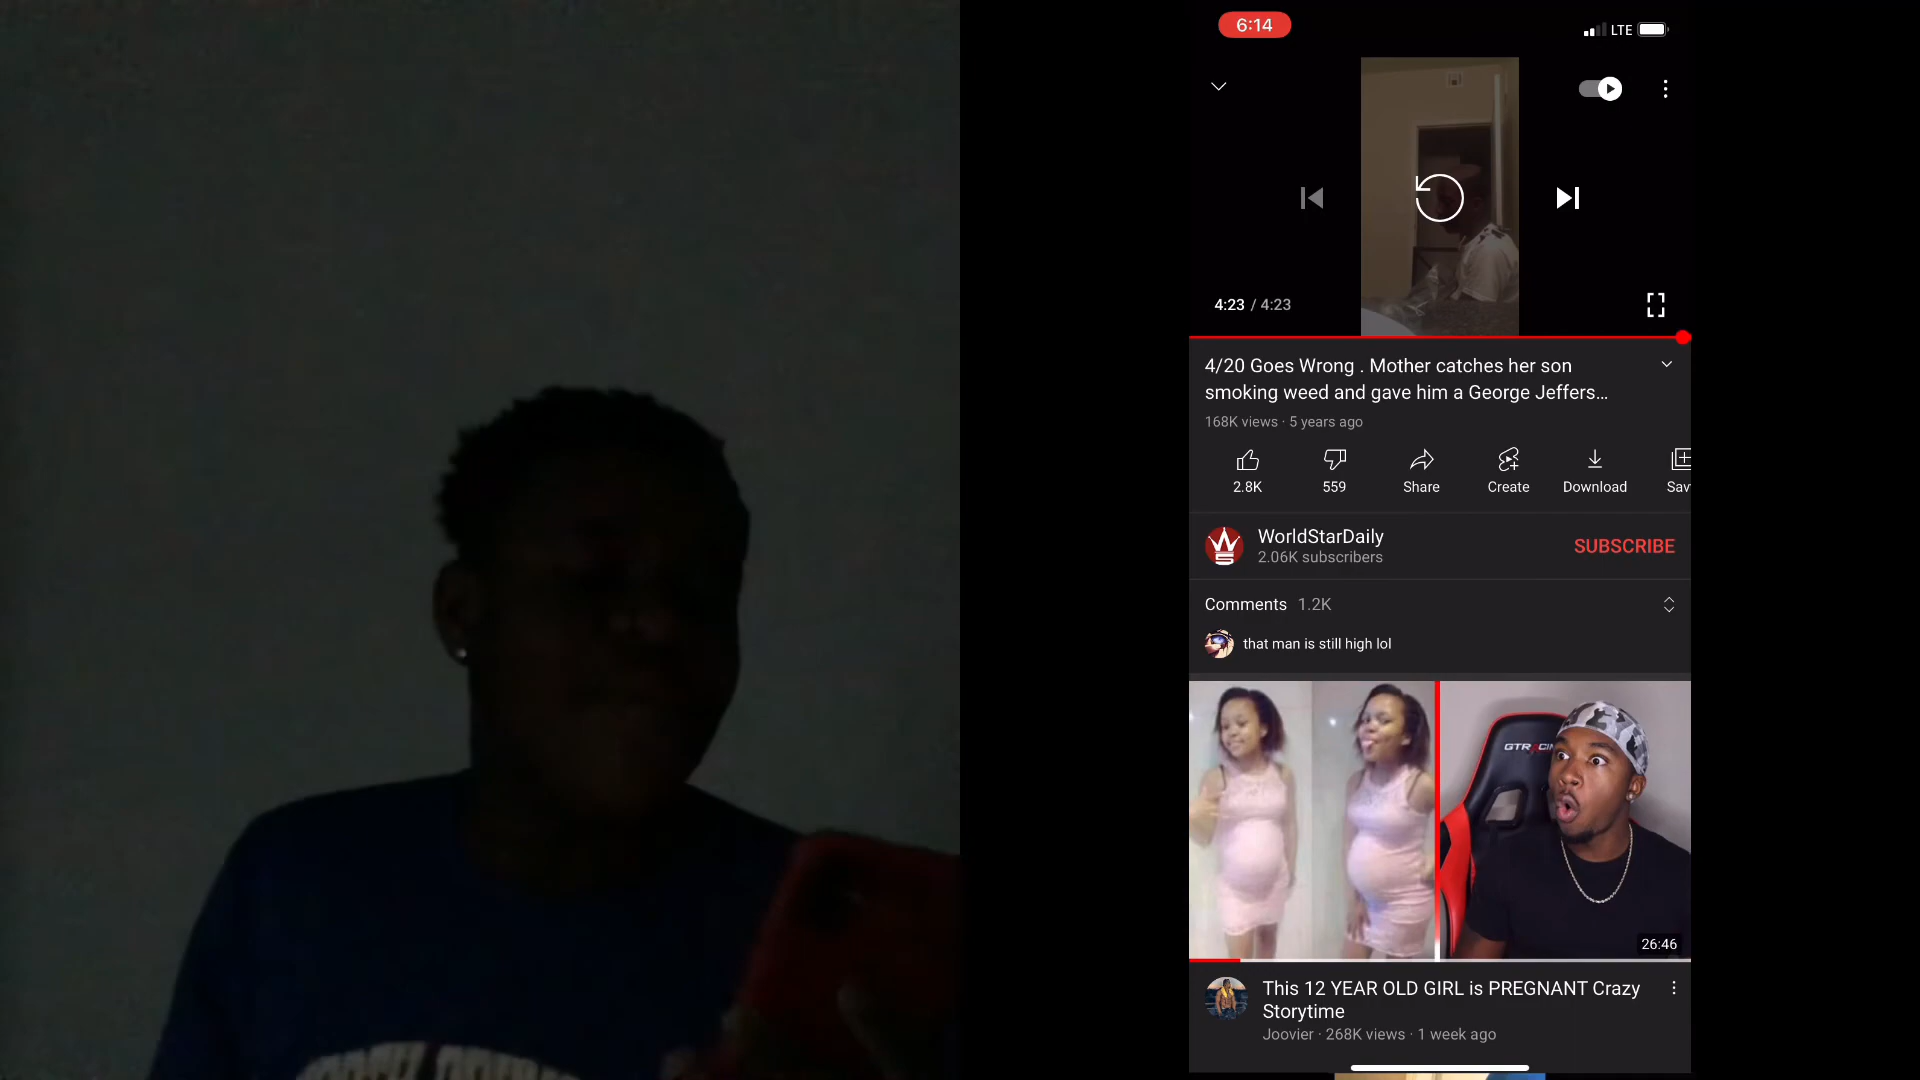 6:14
LTE
4:23 / 4:23
4/20 Goes Wrong . Mother catches her son
smoking weed and gave him a George Jeffers...
168K views · 5 years ago
2.8K
559
Share
Create
Download
Sav
WorldStarDaily
2.06K subscribers
SUBSCRIBE
Comments 1.2K
that man is still high lol
26:46
This 12 YEAR OLD GIRL is PREGNANT Crazy
Storytime
Joovier · 268K views · 1 week ago